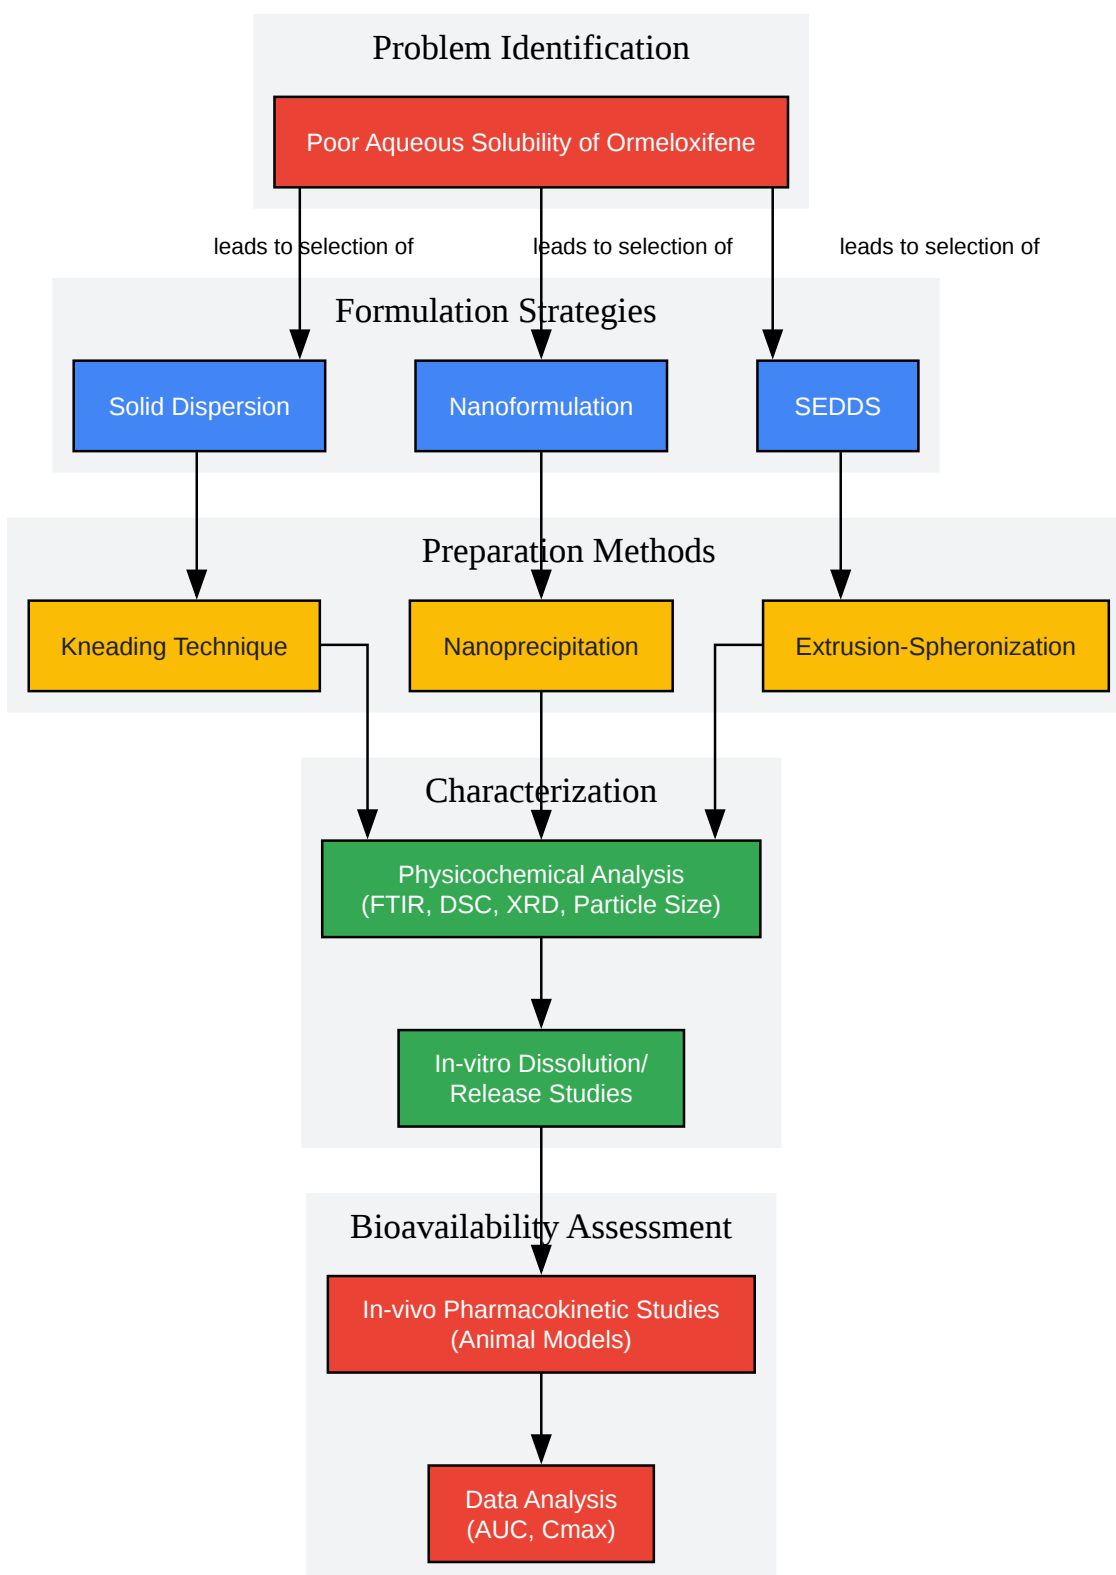 Problem Identification
Poor Aqueous Solubility of Ormeloxifene
leads to selection of
leads to selection of
leads to selection of
Formulation Strategies
Solid Dispersion
Nanoformulation
SEDDS
Preparation Methods
Kneading Technique
Nanoprecipitation
Extrusion-Spheronization
Characterization
Physicochemical Analysis
(FTIR, DSC, XRD, Particle Size)
In-vitro Dissolution/
Release Studies
Bioavailability Assessment
In-vivo Pharmacokinetic Studies
(Animal Models)
Data Analysis
(AUC, Cmax)